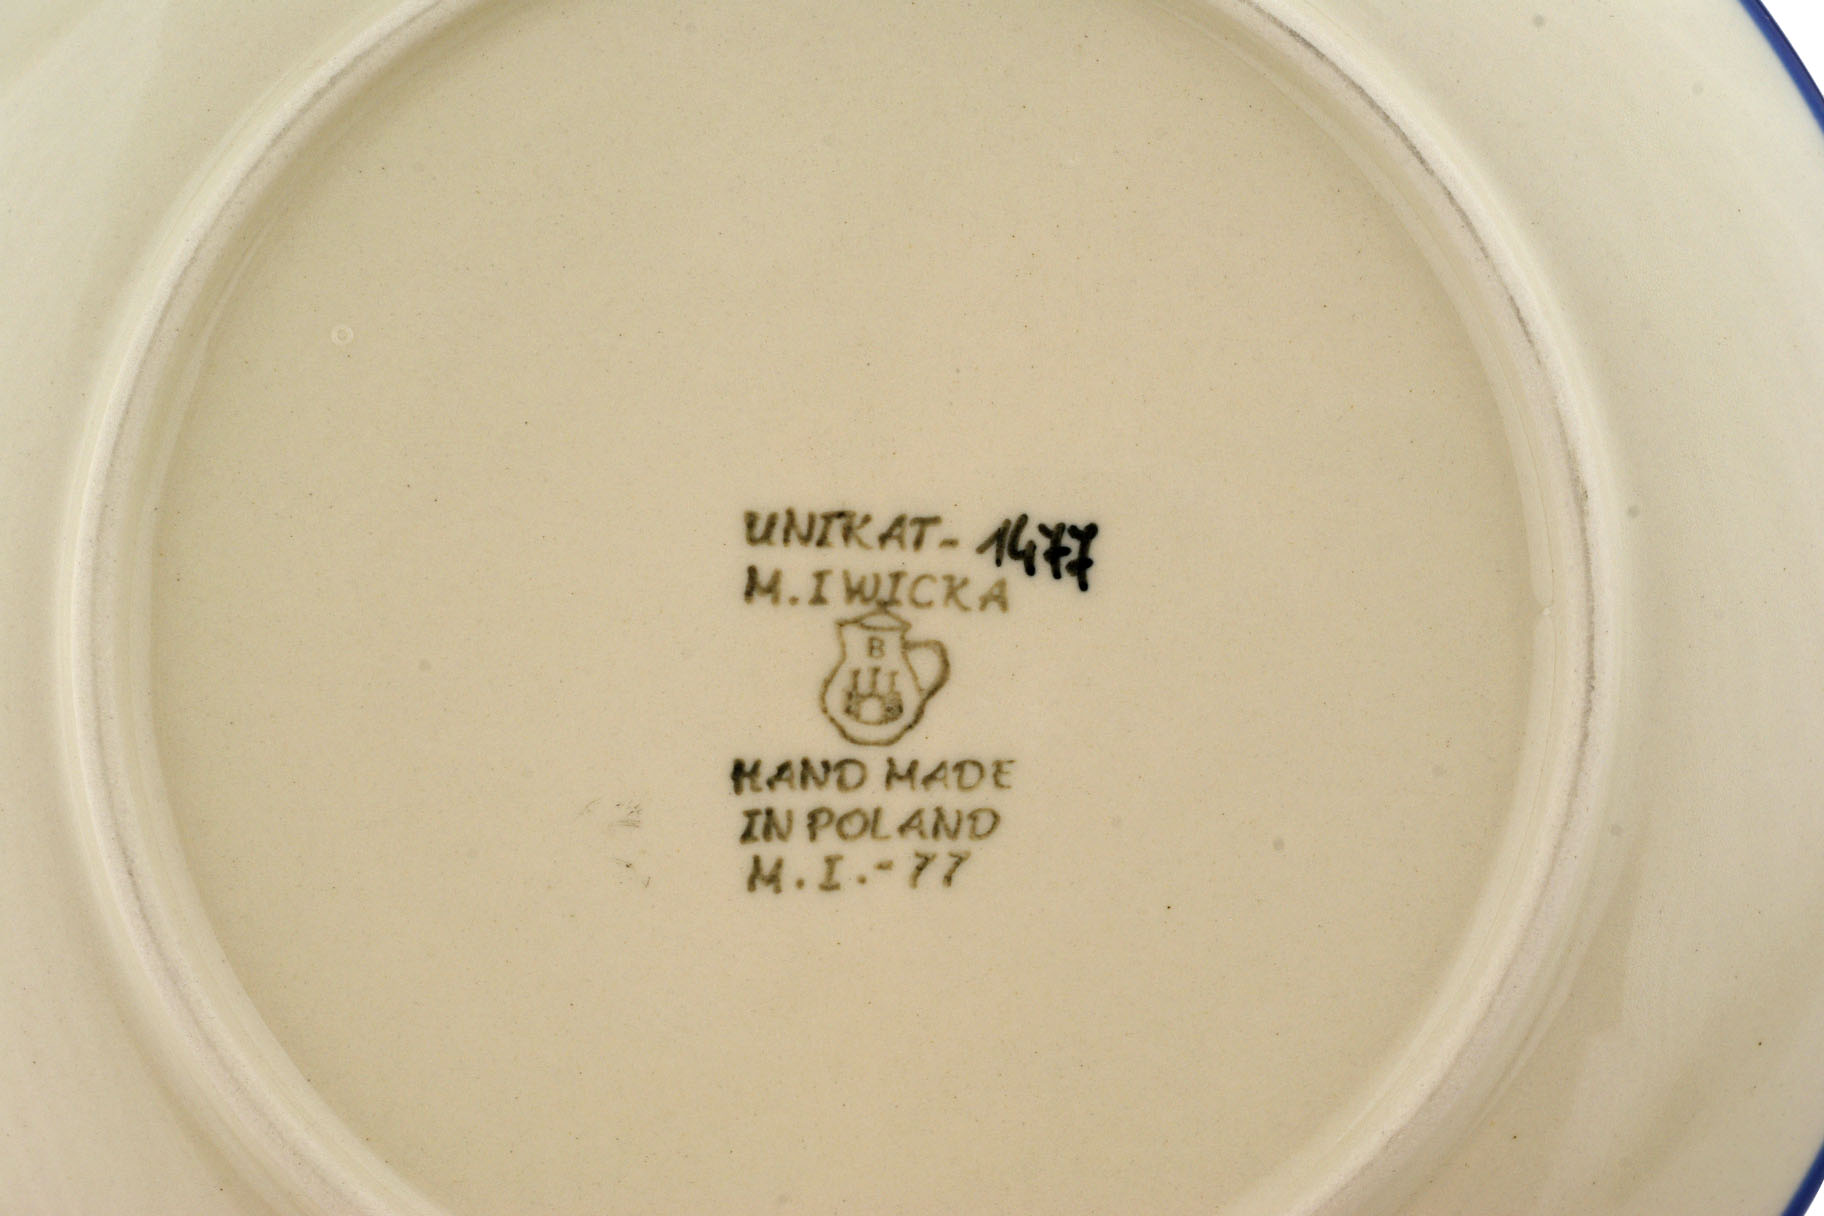 UNIKAT-1477
M.IWICKA
B
HAND MADE
IN POLAND
M.I.-77